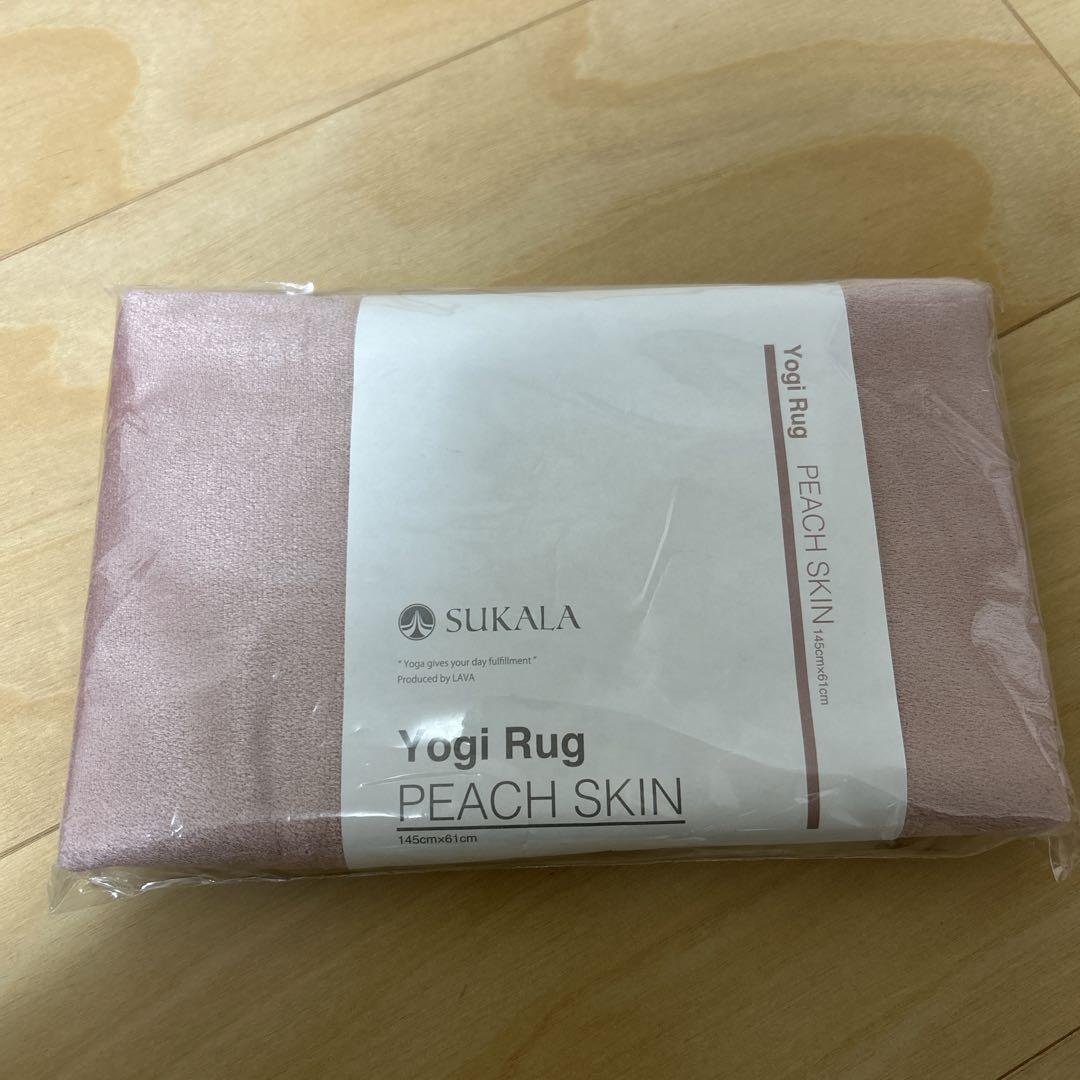 SUKALA
"Yoga gives your day fulfillment"
Produced by LAVA
Yogi Rug
PEACH SKIN
145cm×61cm
Yogi Rug PEACH SKIN 145cm×61cm